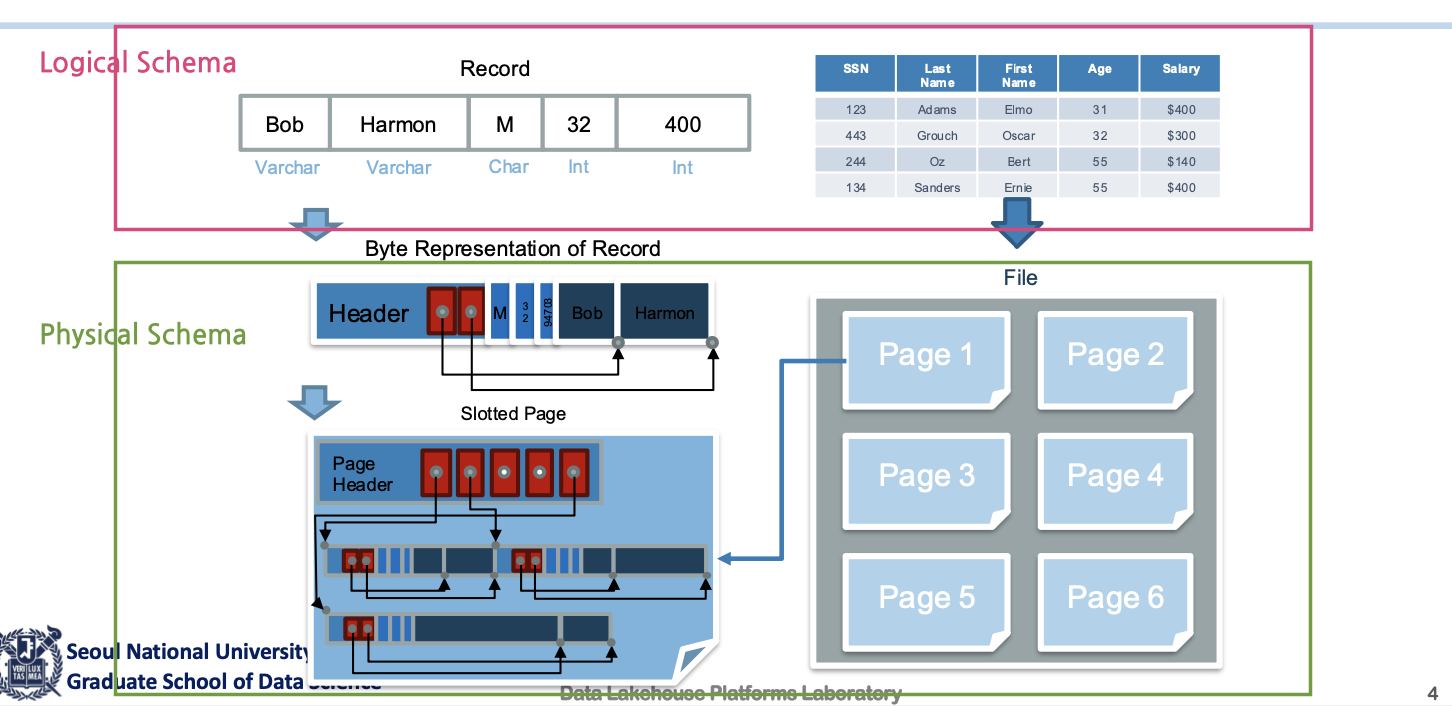 Logical Schema
Record
Bob Harmon M 32 400
Varchar Varchar Char Int Int
SSN Last Name First Name Age Salary
123 Adams Elmo 31 $400
443 Grouch Oscar 32 $300
244 Oz Bert 55 $140
134 Sanders Ernie 55 $400
Byte Representation of Record
Physical Schema
Header M 32 94703 Bob Harmon
Slotted Page
Page
Header
File
Page 1 Page 2
Page 3 Page 4
Page 5 Page 6
VERI LUX
TAS MEA
Seoul National University
Graduate School of Data Science
Data Lakehouse Platforms Laboratory
4